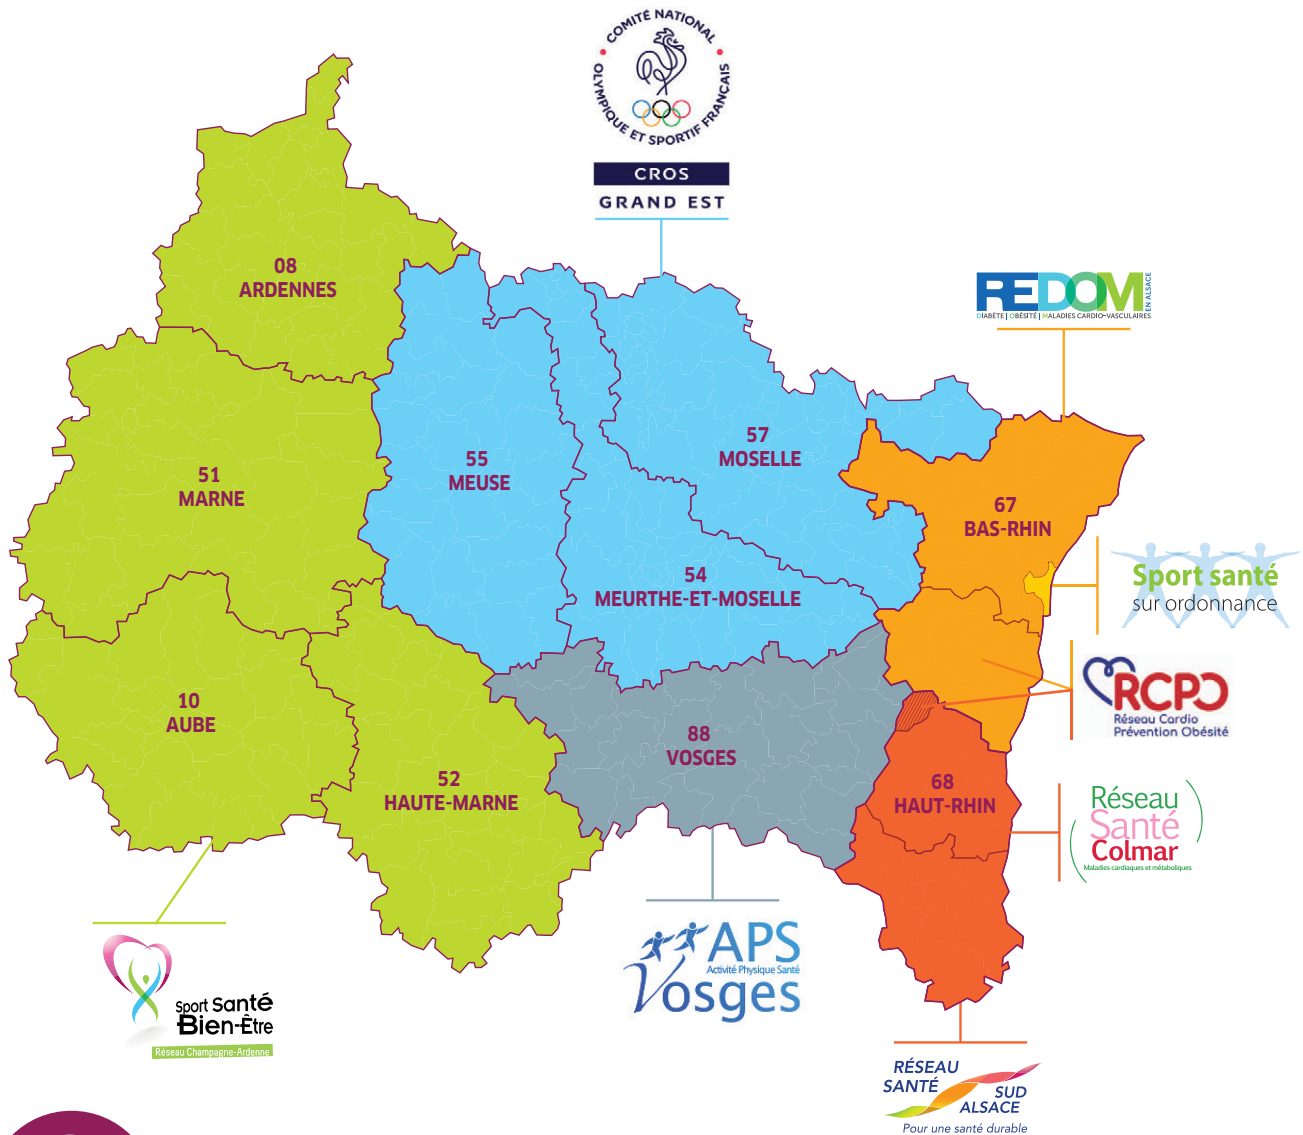 COMITÉ NATIONAL
OLYMPIQUE ET SPORTIF FRANÇAIS
CROS
GRAND EST
08
ARDENNES
REDOM
EN ALSACE
DIABÈTE | OBÉSITÉ | MALADIES CARDIO-VASCULAIRES
51
MARNE
55
MEUSE
57
MOSELLE
67
BAS-RHIN
54
MEURTHE-ET-MOSELLE
Sport santé
sur ordonnance
RCPO
Réseau Cardio
Prévention Obésité
10
AUBE
88
VOSGES
52
HAUTE-MARNE
68
HAUT-RHIN
Réseau
Santé
Colmar
Maladies cardiaques et métaboliques
Sport Santé
Bien-Être
Réseau Champagne-Ardenne
APS
Activité Physique Santé
Vosges
RÉSEAU
SANTÉ
SUD
ALSACE
Pour une santé durable